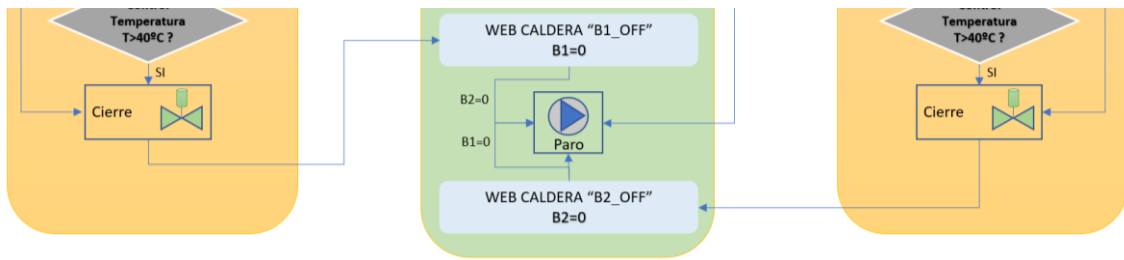 Temperatura
T>40ºC ?
SI
Cierre
WEB CALDERA “B1_OFF”
B1=0
B2=0
B1=0
Paro
WEB CALDERA “B2_OFF”
B2=0
Temperatura
T>40ºC ?
SI
Cierre